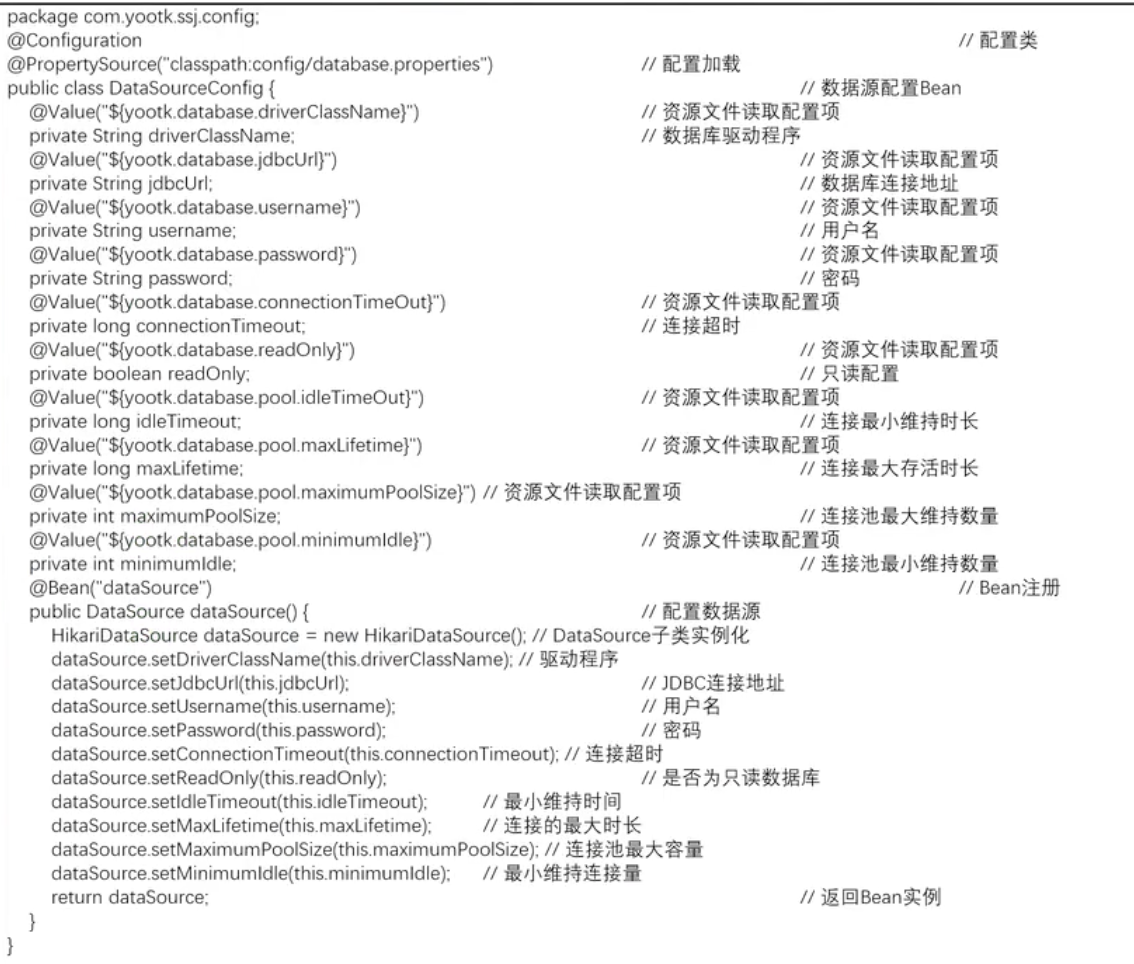 package com.yootk.ssj.config;
@Configuration // 配置类
@PropertySource("classpath:config/database.properties") // 配置加载
public class DataSourceConfig { // 数据源配置Bean
@Value("${yootk.database.driverClassName}") // 资源文件读取配置项
private String driverClassName; // 数据库驱动程序
@Value("${yootk.database.jdbcUrl}") // 资源文件读取配置项
private String jdbcUrl; // 数据库连接地址
@Value("${yootk.database.username}") // 资源文件读取配置项
private String username; // 用户名
@Value("${yootk.database.password}") // 资源文件读取配置项
private String password; // 密码
@Value("${yootk.database.connectionTimeOut}") // 资源文件读取配置项
private long connectionTimeout; // 连接超时
@Value("${yootk.database.readOnly}") // 资源文件读取配置项
private boolean readOnly; // 只读配置
@Value("${yootk.database.pool.idleTimeOut}") // 资源文件读取配置项
private long idleTimeout; // 连接最小维持时长
@Value("${yootk.database.pool.maxLifetime}") // 资源文件读取配置项
private long maxLifetime; // 连接最大存活时长
@Value("${yootk.database.pool.maximumPoolSize}") // 资源文件读取配置项
private int maximumPoolSize; // 连接池最大维持数量
@Value("${yootk.database.pool.minimumIdle}") // 资源文件读取配置项
private int minimumIdle; // 连接池最小维持数量
@Bean("dataSource") // Bean注册
public DataSource dataSource() { // 配置数据源
HikariDataSource dataSource = new HikariDataSource(); // DataSource子类实例化
dataSource.setDriverClassName(this.driverClassName); // 驱动程序
dataSource.setJdbcUrl(this.jdbcUrl); // JDBC连接地址
dataSource.setUsername(this.username); // 用户名
dataSource.setPassword(this.password); // 密码
dataSource.setConnectionTimeout(this.connectionTimeout); // 连接超时
dataSource.setReadOnly(this.readOnly); // 是否为只读数据库
dataSource.setIdleTimeout(this.idleTimeout); // 最小维持时间
dataSource.setMaxLifetime(this.maxLifetime); // 连接的最大时长
dataSource.setMaximumPoolSize(this.maximumPoolSize); // 连接池最大容量
dataSource.setMinimumIdle(this.minimumIdle); // 最小维持连接量
return dataSource; // 返回Bean实例
}
}